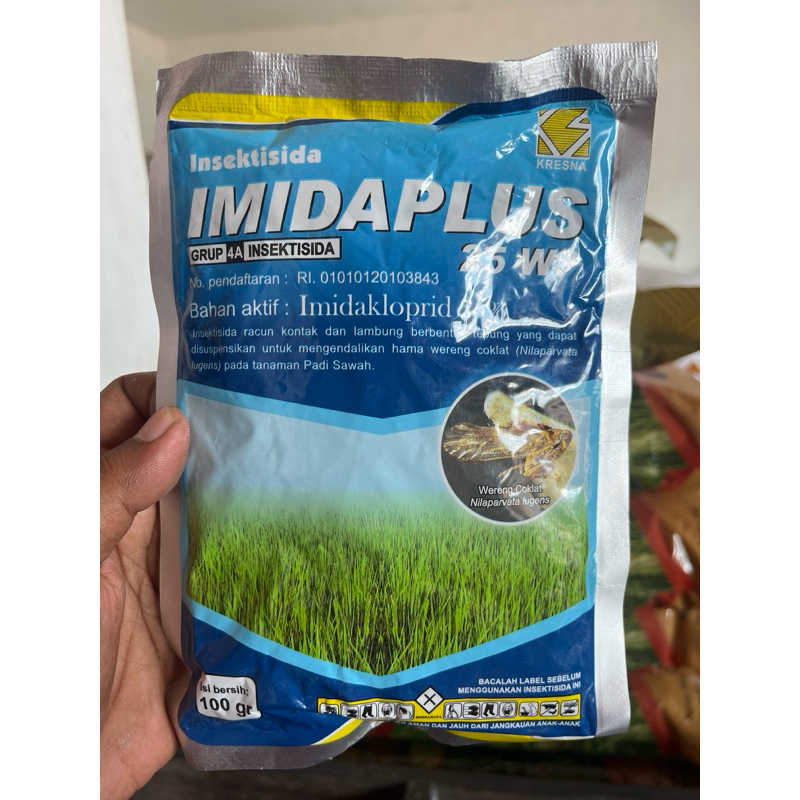 KRESNA
Insektisida
IMIDAPLUS
25 W
GRUP 4A INSEKTISIDA
No. pendaftaran : RI. 01010120103843
Bahan aktif : Imidakloprid
Insektisida racun kontak dan lambung berbentuk tepung yang dapat
disuspensikan untuk mengendalikan hama wereng coklat (Nilaparvata
lugens) pada tanaman Padi Sawah.
Wereng Coklat
Nilaparvata lugens
BACALAH LABEL SEBELUM
MENGGUNAKAN INSEKTISIDA INI
Isi bersih:
100 gr
DAN JAUH DARI JANGKAUAN ANAK-ANAK